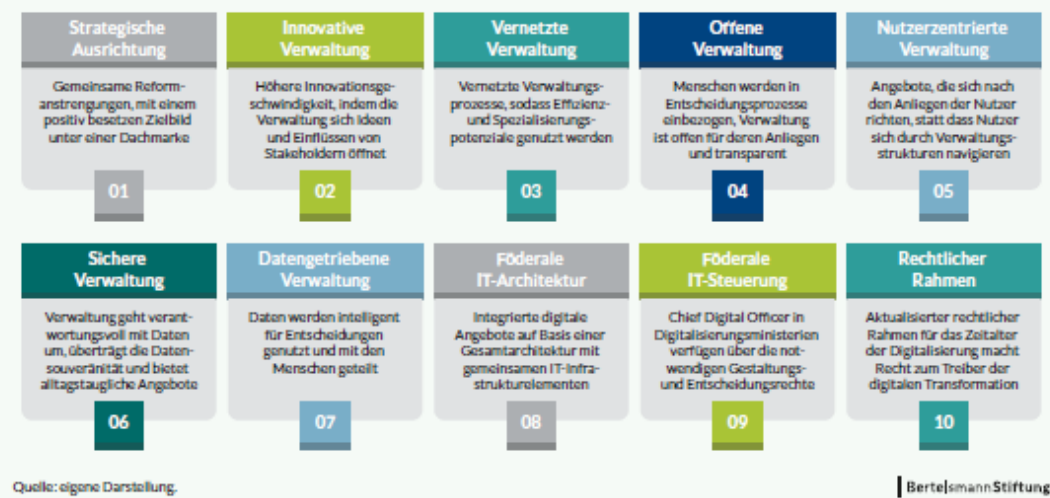 Strategische
Ausrichtung
Gemeinsame Reform-
anstrengungen, mit einem
positiv besetzen Zielbild
unter einer Dachmarke
01
Innovative
Verwaltung
Höhere Innovationsge-
schwindigkeit, indem die
Verwaltung sich Ideen
und Einflüssen von
Stakeholdern öffnet
02
Vernetzte
Verwaltung
Vernetzte Verwaltungs-
prozesse, sodass Effizienz-
und Spezialisierungs-
potenziale genutzt werden
03
Offene
Verwaltung
Menschen werden in
Entscheidungsprozesse
einbezogen, Verwaltung
ist offen für deren Anliegen
und transparent
04
Nutzerzentrierte
Verwaltung
Angebote, die sich nach
den Anliegen der Nutzer
richten, statt dass Nutzer
sich durch Verwaltungs-
strukturen navigieren
05
Sichere
Verwaltung
Verwaltung geht verant-
wortungsvoll mit Daten
um, überträgt die Daten-
souveränität und bietet
alltagstaugliche Angebote
06
Datengetriebene
Verwaltung
Daten werden intelligent
für Entscheidungen
genutzt und mit den
Menschen geteilt
07
Föderale
IT-Architektur
Integrierte digitale
Angebote auf Basis einer
Gesamtarchitektur mit
gemeinsamen IT-Infra-
strukturelementen
08
Föderale
IT-Steuerung
Chief Digital Officer in
Digitalisierungsministerien
verfügen über die not-
wendigen Gestaltungs-
und Entscheidungsrechte
09
Rechtlicher
Rahmen
Aktualisierter rechtlicher
Rahmen für das Zeitalter
der Digitalisierung macht
Recht zum Treiber der
digitalen Transformation
10
Quelle: eigene Darstellung.
BertelsmannStiftung